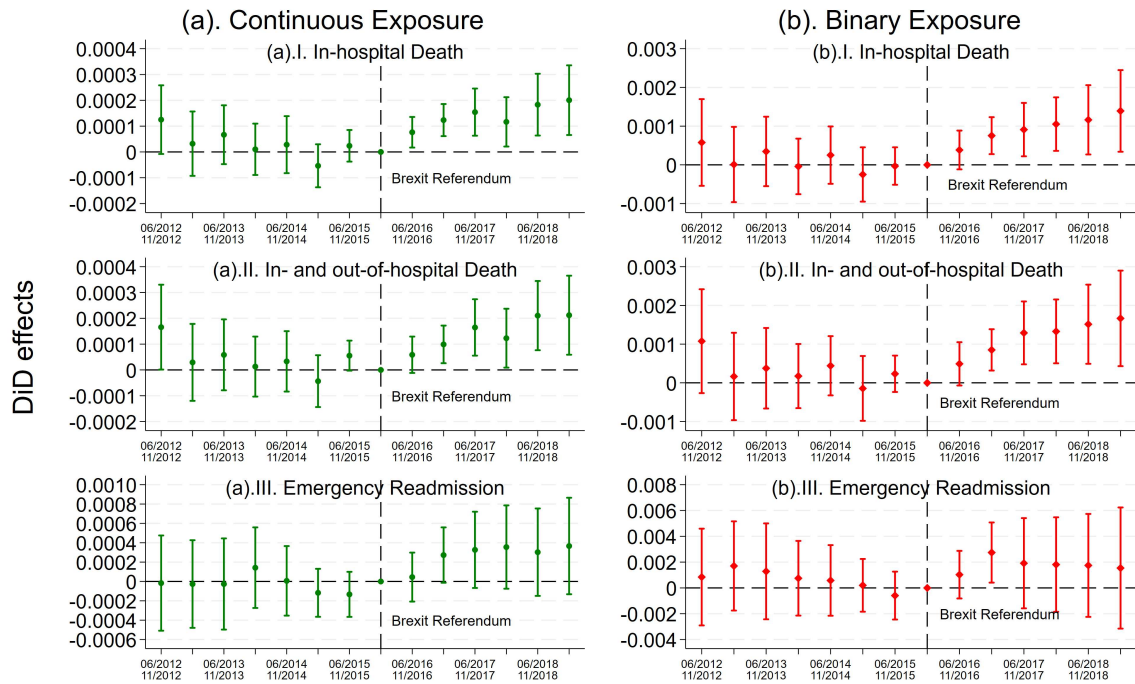 (a). Continuous Exposure
(b). Binary Exposure
DiD effects
(a).I. In-hospital Death
0.0004
0.0003
0.0002
0.0001
0
-0.0001
-0.0002
Brexit Referendum
06/2012 06/2013 06/2014 06/2015 06/2016 06/2017 06/2018
11/2012 11/2013 11/2014 11/2015 11/2016 11/2017 11/2018
(b).I. In-hospital Death
0.003
0.002
0.001
0
-0.001
Brexit Referendum
06/2012 06/2013 06/2014 06/2015 06/2016 06/2017 06/2018
11/2012 11/2013 11/2014 11/2015 11/2016 11/2017 11/2018
(a).II. In- and out-of-hospital Death
0.0004
0.0003
0.0002
0.0001
0
-0.0001
-0.0002
Brexit Referendum
06/2012 06/2013 06/2014 06/2015 06/2016 06/2017 06/2018
11/2012 11/2013 11/2014 11/2015 11/2016 11/2017 11/2018
(b).II. In- and out-of-hospital Death
0.003
0.002
0.001
0
-0.001
Brexit Referendum
06/2012 06/2013 06/2014 06/2015 06/2016 06/2017 06/2018
11/2012 11/2013 11/2014 11/2015 11/2016 11/2017 11/2018
(a).III. Emergency Readmission
0.0010
0.0008
0.0006
0.0004
0.0002
0
-0.0002
-0.0004
-0.0006
Brexit Referendum
06/2012 06/2013 06/2014 06/2015 06/2016 06/2017 06/2018
11/2012 11/2013 11/2014 11/2015 11/2016 11/2017 11/2018
(b).III. Emergency Readmission
0.008
0.006
0.004
0.002
0
-0.002
-0.004
Brexit Referendum
06/2012 06/2013 06/2014 06/2015 06/2016 06/2017 06/2018
11/2012 11/2013 11/2014 11/2015 11/2016 11/2017 11/2018